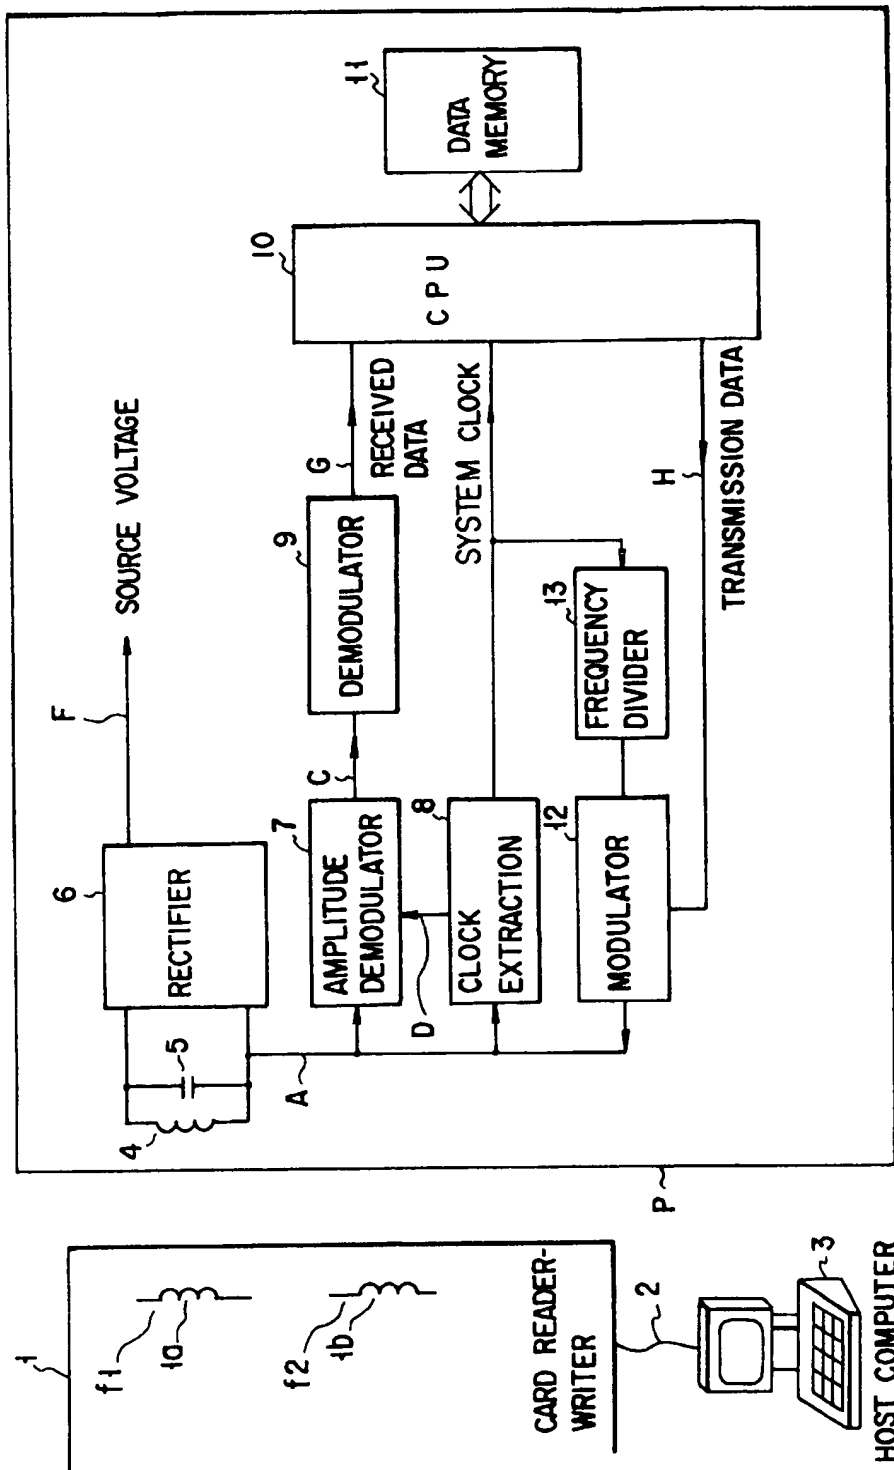 1
f1
1a
f2
1b
CARD READER-
WRITER
2
3
HOST COMPUTER
P
4
5
A
6
RECTIFIER
F
SOURCE VOLTAGE
7
AMPLITUDE
DEMODULATOR
C
9
DEMODULATOR
G
RECEIVED
DATA
D
8
CLOCK
EXTRACTION
SYSTEM CLOCK
12
MODULATOR
13
FREQUENCY
DIVIDER
H
TRANSMISSION DATA
10
CPU
11
DATA
MEMORY